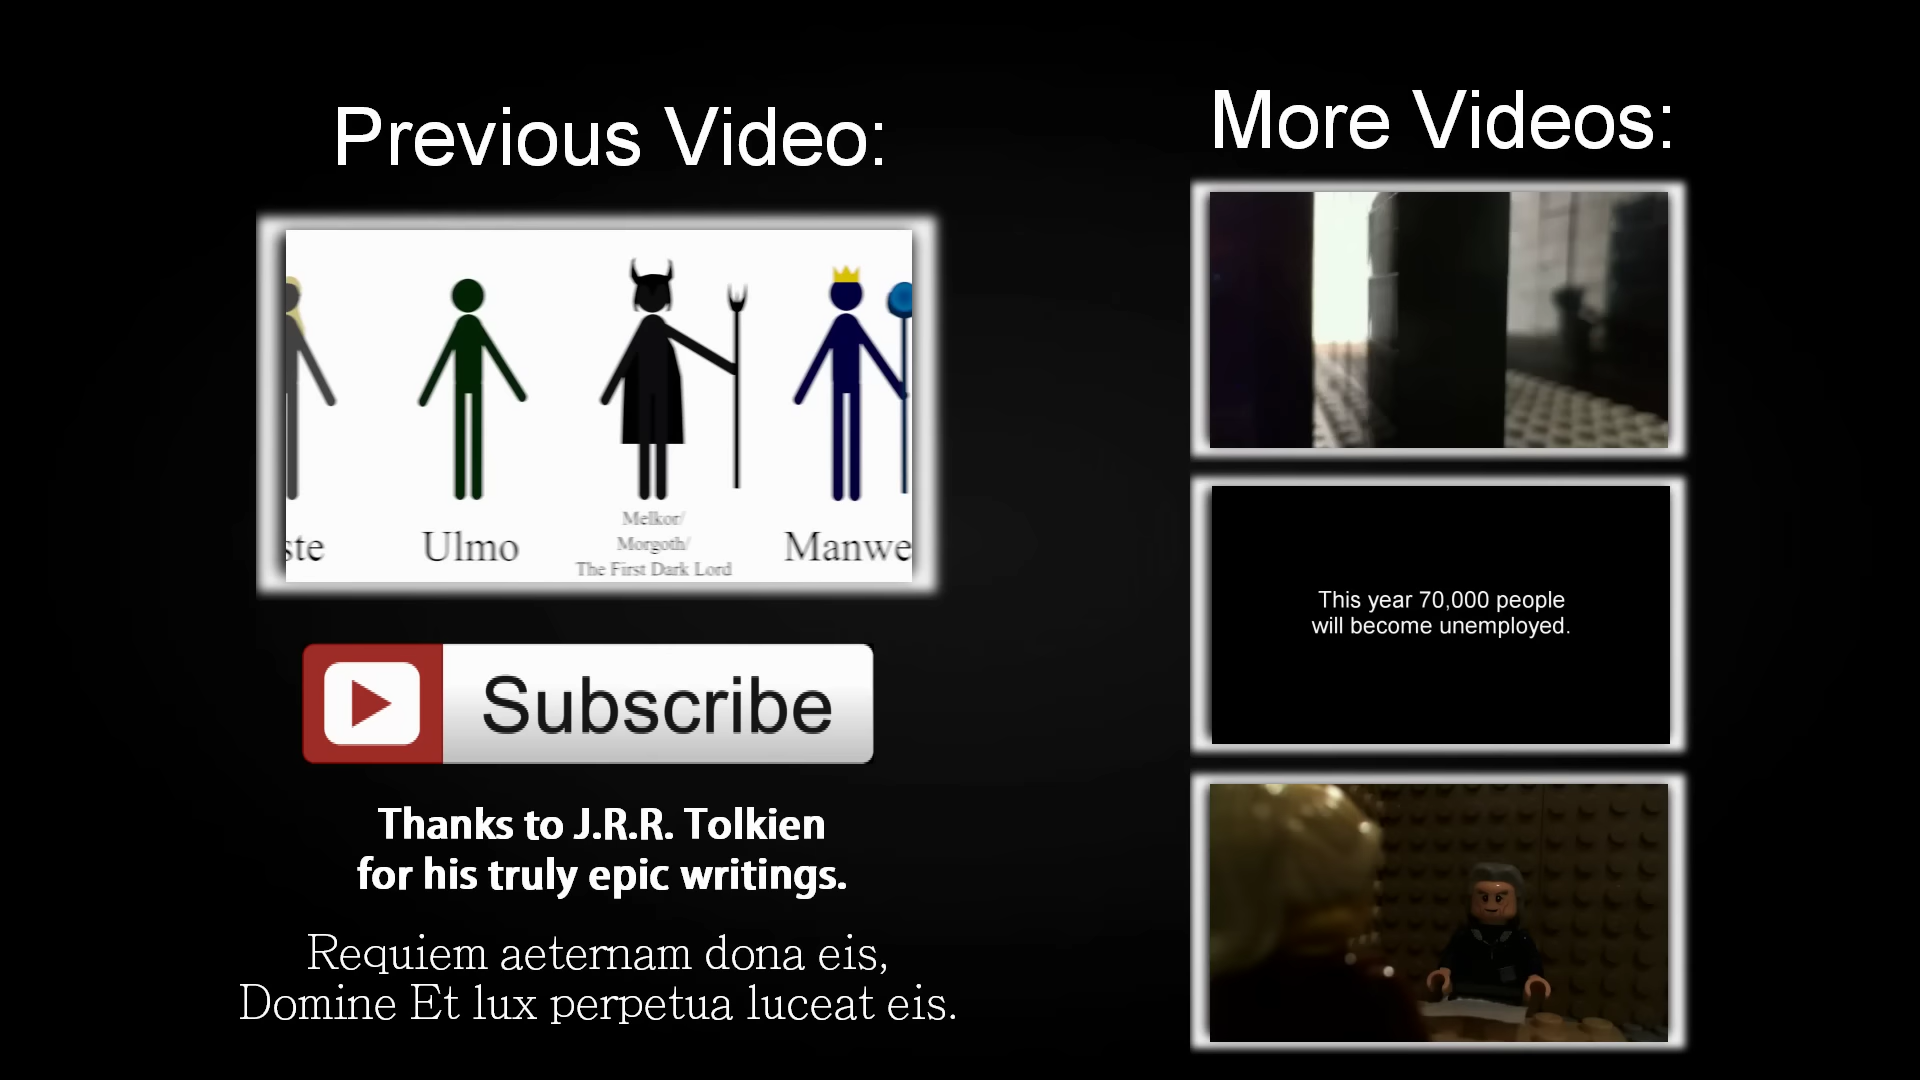 Previous Video:
ste
Ulmo
Melkor/
Morgoth/
The First Dark Lord
Manwe
Subscribe
Thanks to J.R.R. Tolkien
for his truly epic writings.
Requiem aeternam dona eis,
Domine Et lux perpetua luceat eis.
More Videos:
This year 70,000 people
will become unemployed.